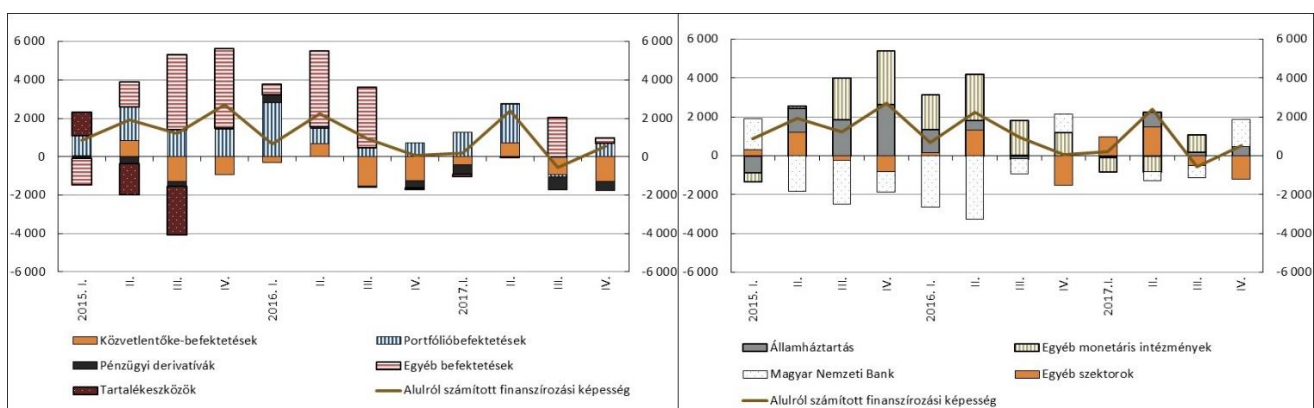 6 000
4 000
2 000
0
-2 000
-4 000
-6 000
6 000
4 000
2 000
0
-2 000
-4 000
-6 000
2015. I.
II.
III.
IV.
2016. I.
II.
III.
IV.
2017.I.
II.
III.
IV.
Közvetlentőke-befektetések
Portfólióbefektetések
Pénzügyi derivatívák
Egyéb befektetések
Tartalékeszközök
Alulról számított finanszírozási képesség
6 000
4 000
2 000
0
-2 000
-4 000
-6 000
6 000
4 000
2 000
0
-2 000
-4 000
-6 000
2015. I.
II.
III.
IV.
2016. I.
II.
III.
IV.
2017.I.
II.
III.
IV.
Államháztartás
Egyéb monetáris intézmények
Magyar Nemzeti Bank
Egyéb szektorok
Alulról számított finanszírozási képesség